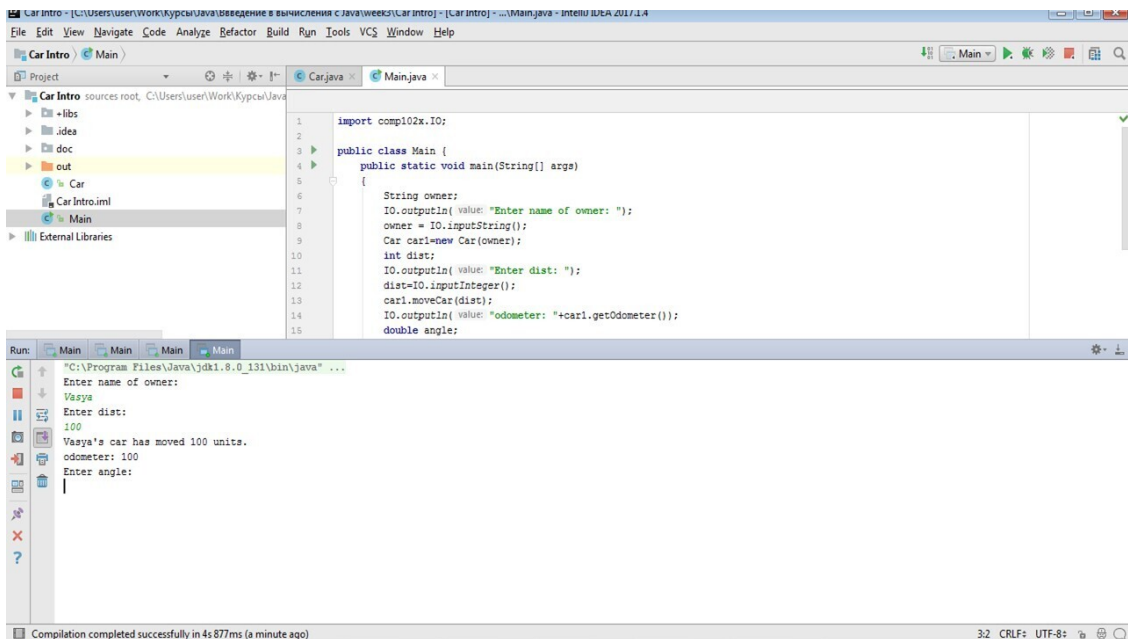 Car Intro - [C:\Users\user\Work\Курсы\Java\Ввведение в вычисления с Java\week3\Car Intro] - [Car Intro] - ...\Main.java - IntelliJ IDEA 2017.1.4
File Edit View Navigate Code Analyze Refactor Build Run Tools VCS Window Help
Car Intro Main
Main
Project
Car.java Main.java
Car Intro sources root, C:\Users\user\Work\Курсы\Java
+libs
.idea
doc
out
Car
Car Intro.iml
Main
External Libraries
1 import comp102x.IO;
2
3 public class Main {
4 public static void main(String[] args)
5 {
6 String owner;
7 IO.outputln( value: "Enter name of owner: ");
8 owner = IO.inputString();
9 Car car1=new Car(owner);
10 int dist;
11 IO.outputln( value: "Enter dist: ");
12 dist=IO.inputInteger();
13 car1.moveCar(dist);
14 IO.outputln( value: "odometer: "+car1.getOdometer());
15 double angle;
Run: Main Main Main Main
"C:\Program Files\Java\jdk1.8.0_131\bin\java" ...
Enter name of owner:
Vasya
Enter dist:
100
Vasya's car has moved 100 units.
odometer: 100
Enter angle:
Compilation completed successfully in 4s 877ms (a minute ago)
3:2 CRLF UTF-8